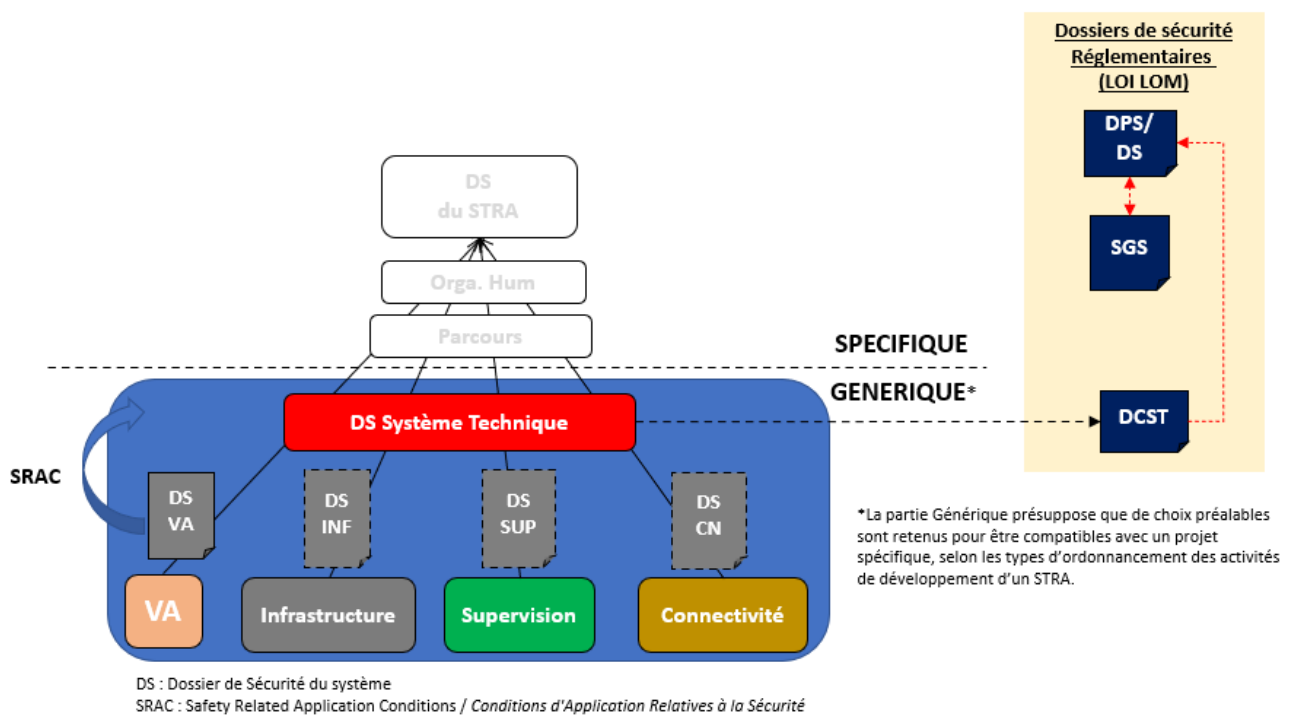 Dossiers de sécurité
Réglementaires
(LOI LOM)
DPS/
DS
SGS
DCST
DS
du STRA
Orga. Hum
Parcours
SPECIFIQUE
GENERIQUE*
DS Système Technique
SRAC
DS
VA
DS
INF
DS
SUP
DS
CN
VA
Infrastructure
Supervision
Connectivité
*La partie Générique présuppose que de choix préalables
sont retenus pour être compatibles avec un projet
spécifique, selon les types d'ordonnancement des activités
de développement d'un STRA.
DS : Dossier de Sécurité du système
SRAC : Safety Related Application Conditions / Conditions d'Application Relatives à la Sécurité